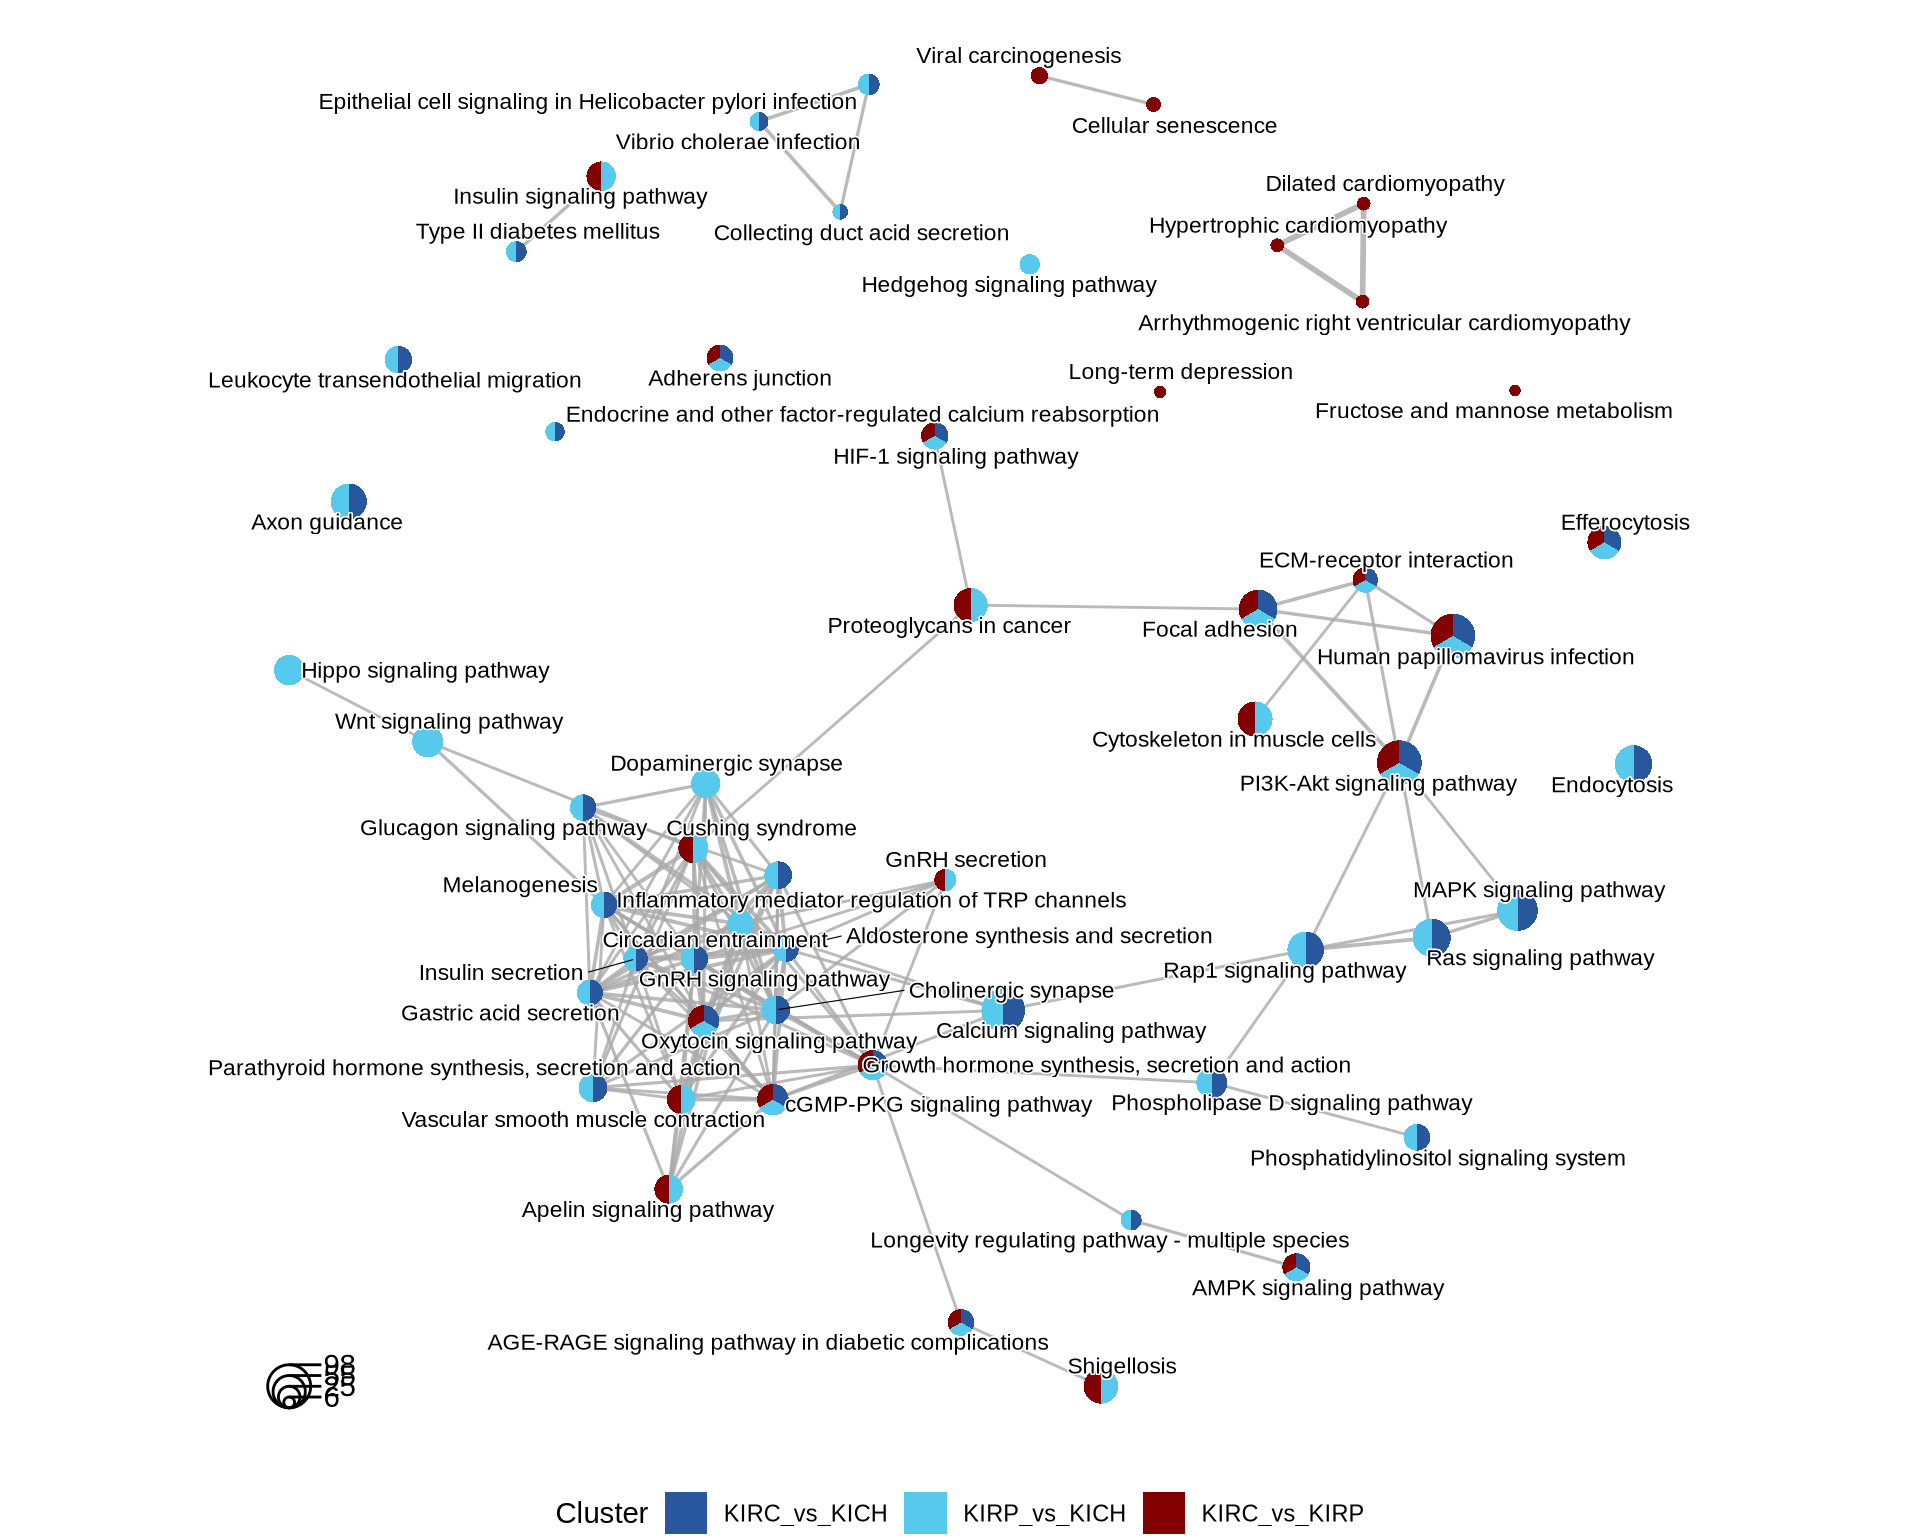 Viral carcinogenesis
Epithelial cell signaling in Helicobacter pylori infection
Cellular senescence
Vibrio cholerae infection
Dilated cardiomyopathy
Insulin signaling pathway
Hypertrophic cardiomyopathy
Type II diabetes mellitus
Collecting duct acid secretion
Hedgehog signaling pathway
Arrhythmogenic right ventricular cardiomyopathy
Long-term depression
Leukocyte transendothelial migration
Adherens junction
Fructose and mannose metabolism
Endocrine and other factor-regulated calcium reabsorption
HIF-1 signaling pathway
Axon guidance
Efferocytosis
ECM-receptor interaction
Proteoglycans in cancer
Focal adhesion
Human papillomavirus infection
Hippo signaling pathway
Wnt signaling pathway
Cytoskeleton in muscle cells
Dopaminergic synapse
PI3K-Akt signaling pathway
Endocytosis
Glucagon signaling pathway
Cushing syndrome
GnRH secretion
Melanogenesis
MAPK signaling pathway
Inflammatory mediator regulation of TRP channels
Circadian entrainment
Aldosterone synthesis and secretion
Ras signaling pathway
Insulin secretion
Rap1 signaling pathway
GnRH signaling pathway
Cholinergic synapse
Gastric acid secretion
Calcium signaling pathway
Oxytocin signaling pathway
Parathyroid hormone synthesis, secretion and action
Growth hormone synthesis, secretion and action
cGMP-PKG signaling pathway
Phospholipase D signaling pathway
Vascular smooth muscle contraction
Phosphatidylinositol signaling system
Apelin signaling pathway
Longevity regulating pathway - multiple species
AMPK signaling pathway
AGE-RAGE signaling pathway in diabetic complications
Shigellosis
98
25
6
Cluster
KIRC_vs_KICH
KIRP_vs_KICH
KIRC_vs_KIRP